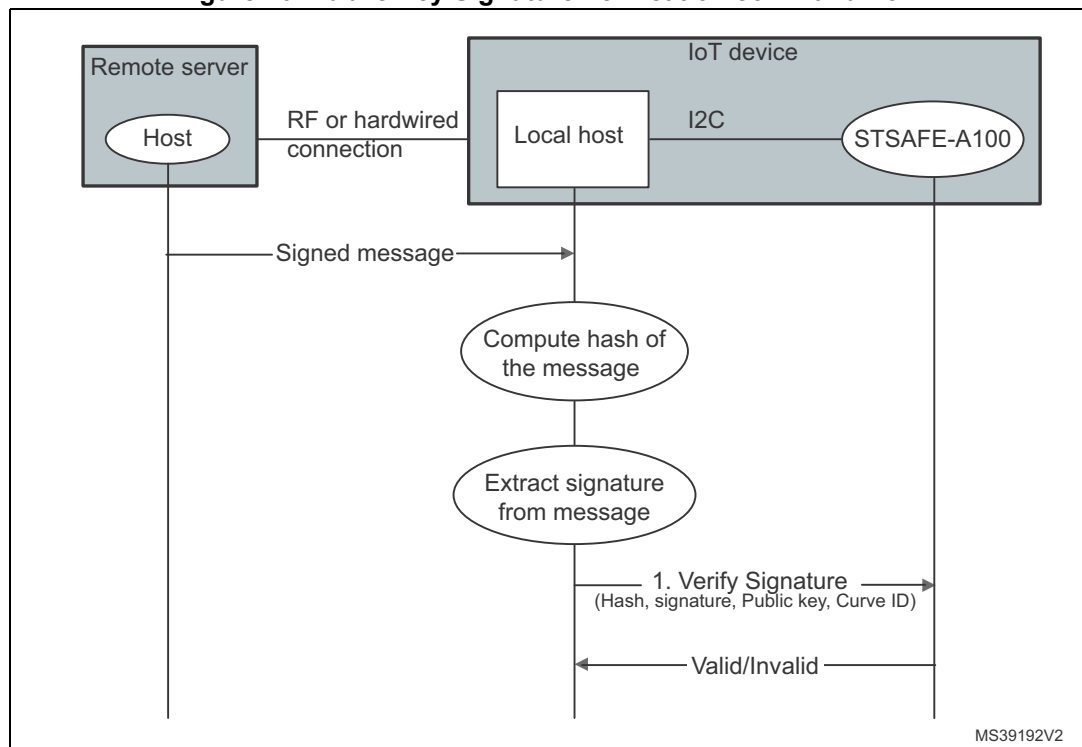 Remote server
IoT device
Host
RF or hardwired
connection
Local host
I2C
STSAFE-A100
Signed message
Compute hash of
the message
Extract signature
from message
1. Verify Signature
(Hash, signature, Public key, Curve ID)
Valid/Invalid
MS39192V2